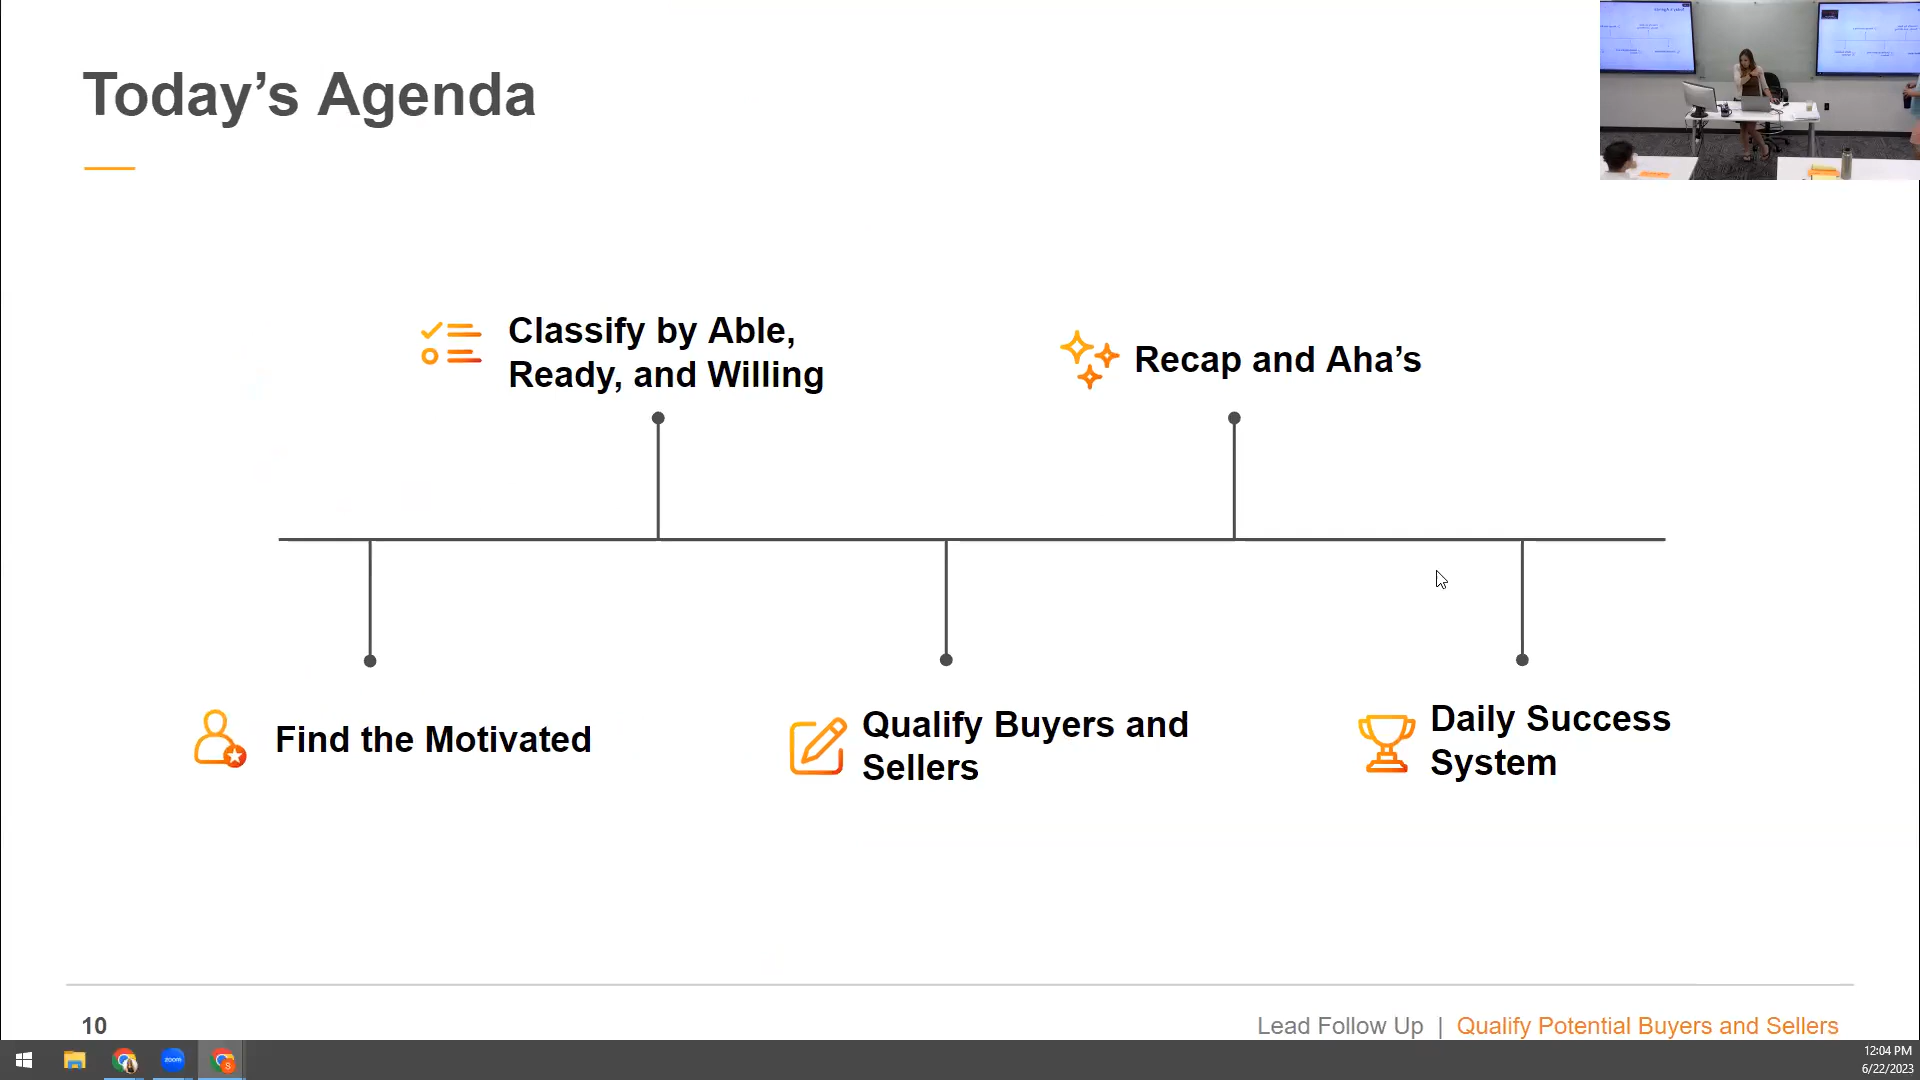 Today’s Agenda
Classify by Able,
Ready, and Willing
Recap and Aha’s
Find the Motivated
Qualify Buyers and
Sellers
Daily Success
System
10
Lead Follow Up | Qualify Potential Buyers and Sellers
zoom
S
12:04 PM
6/22/2023